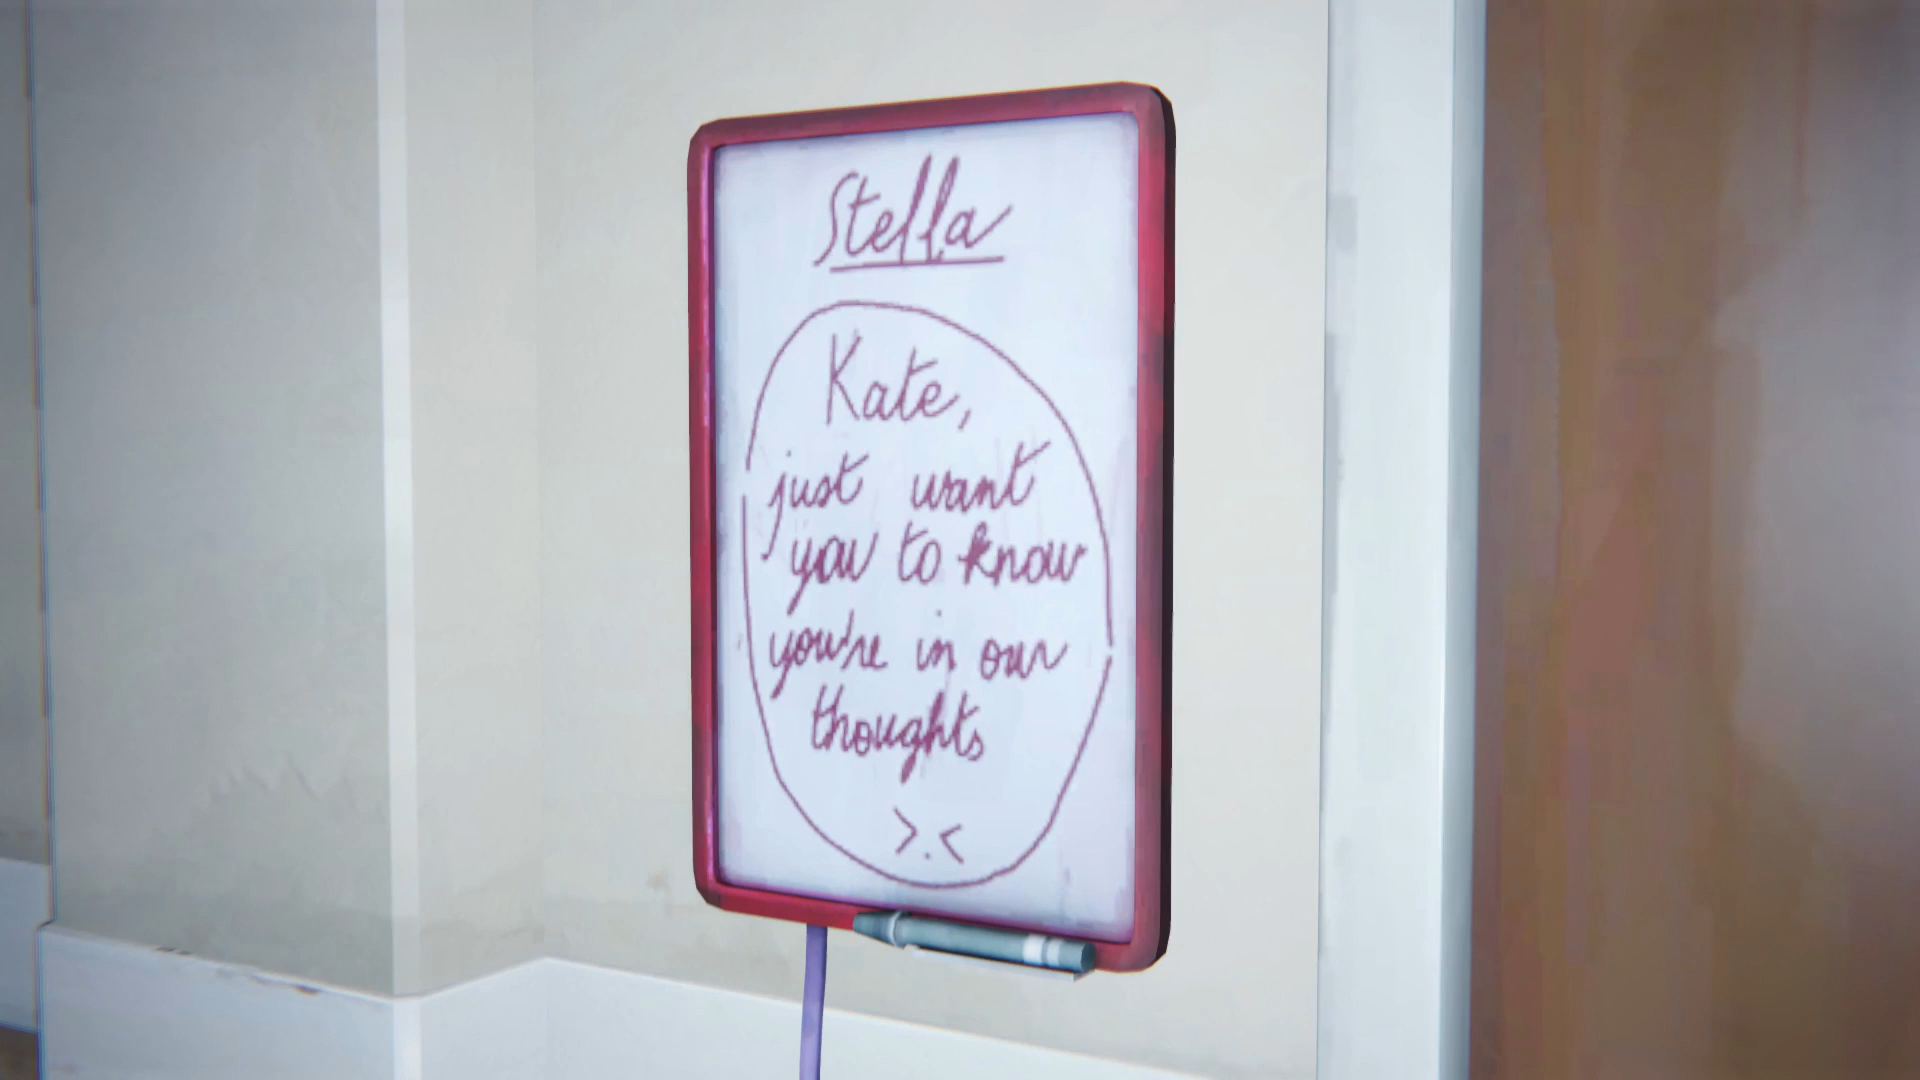 Stella
Kate,
just want
you to know
you're in our
thoughts
>.<